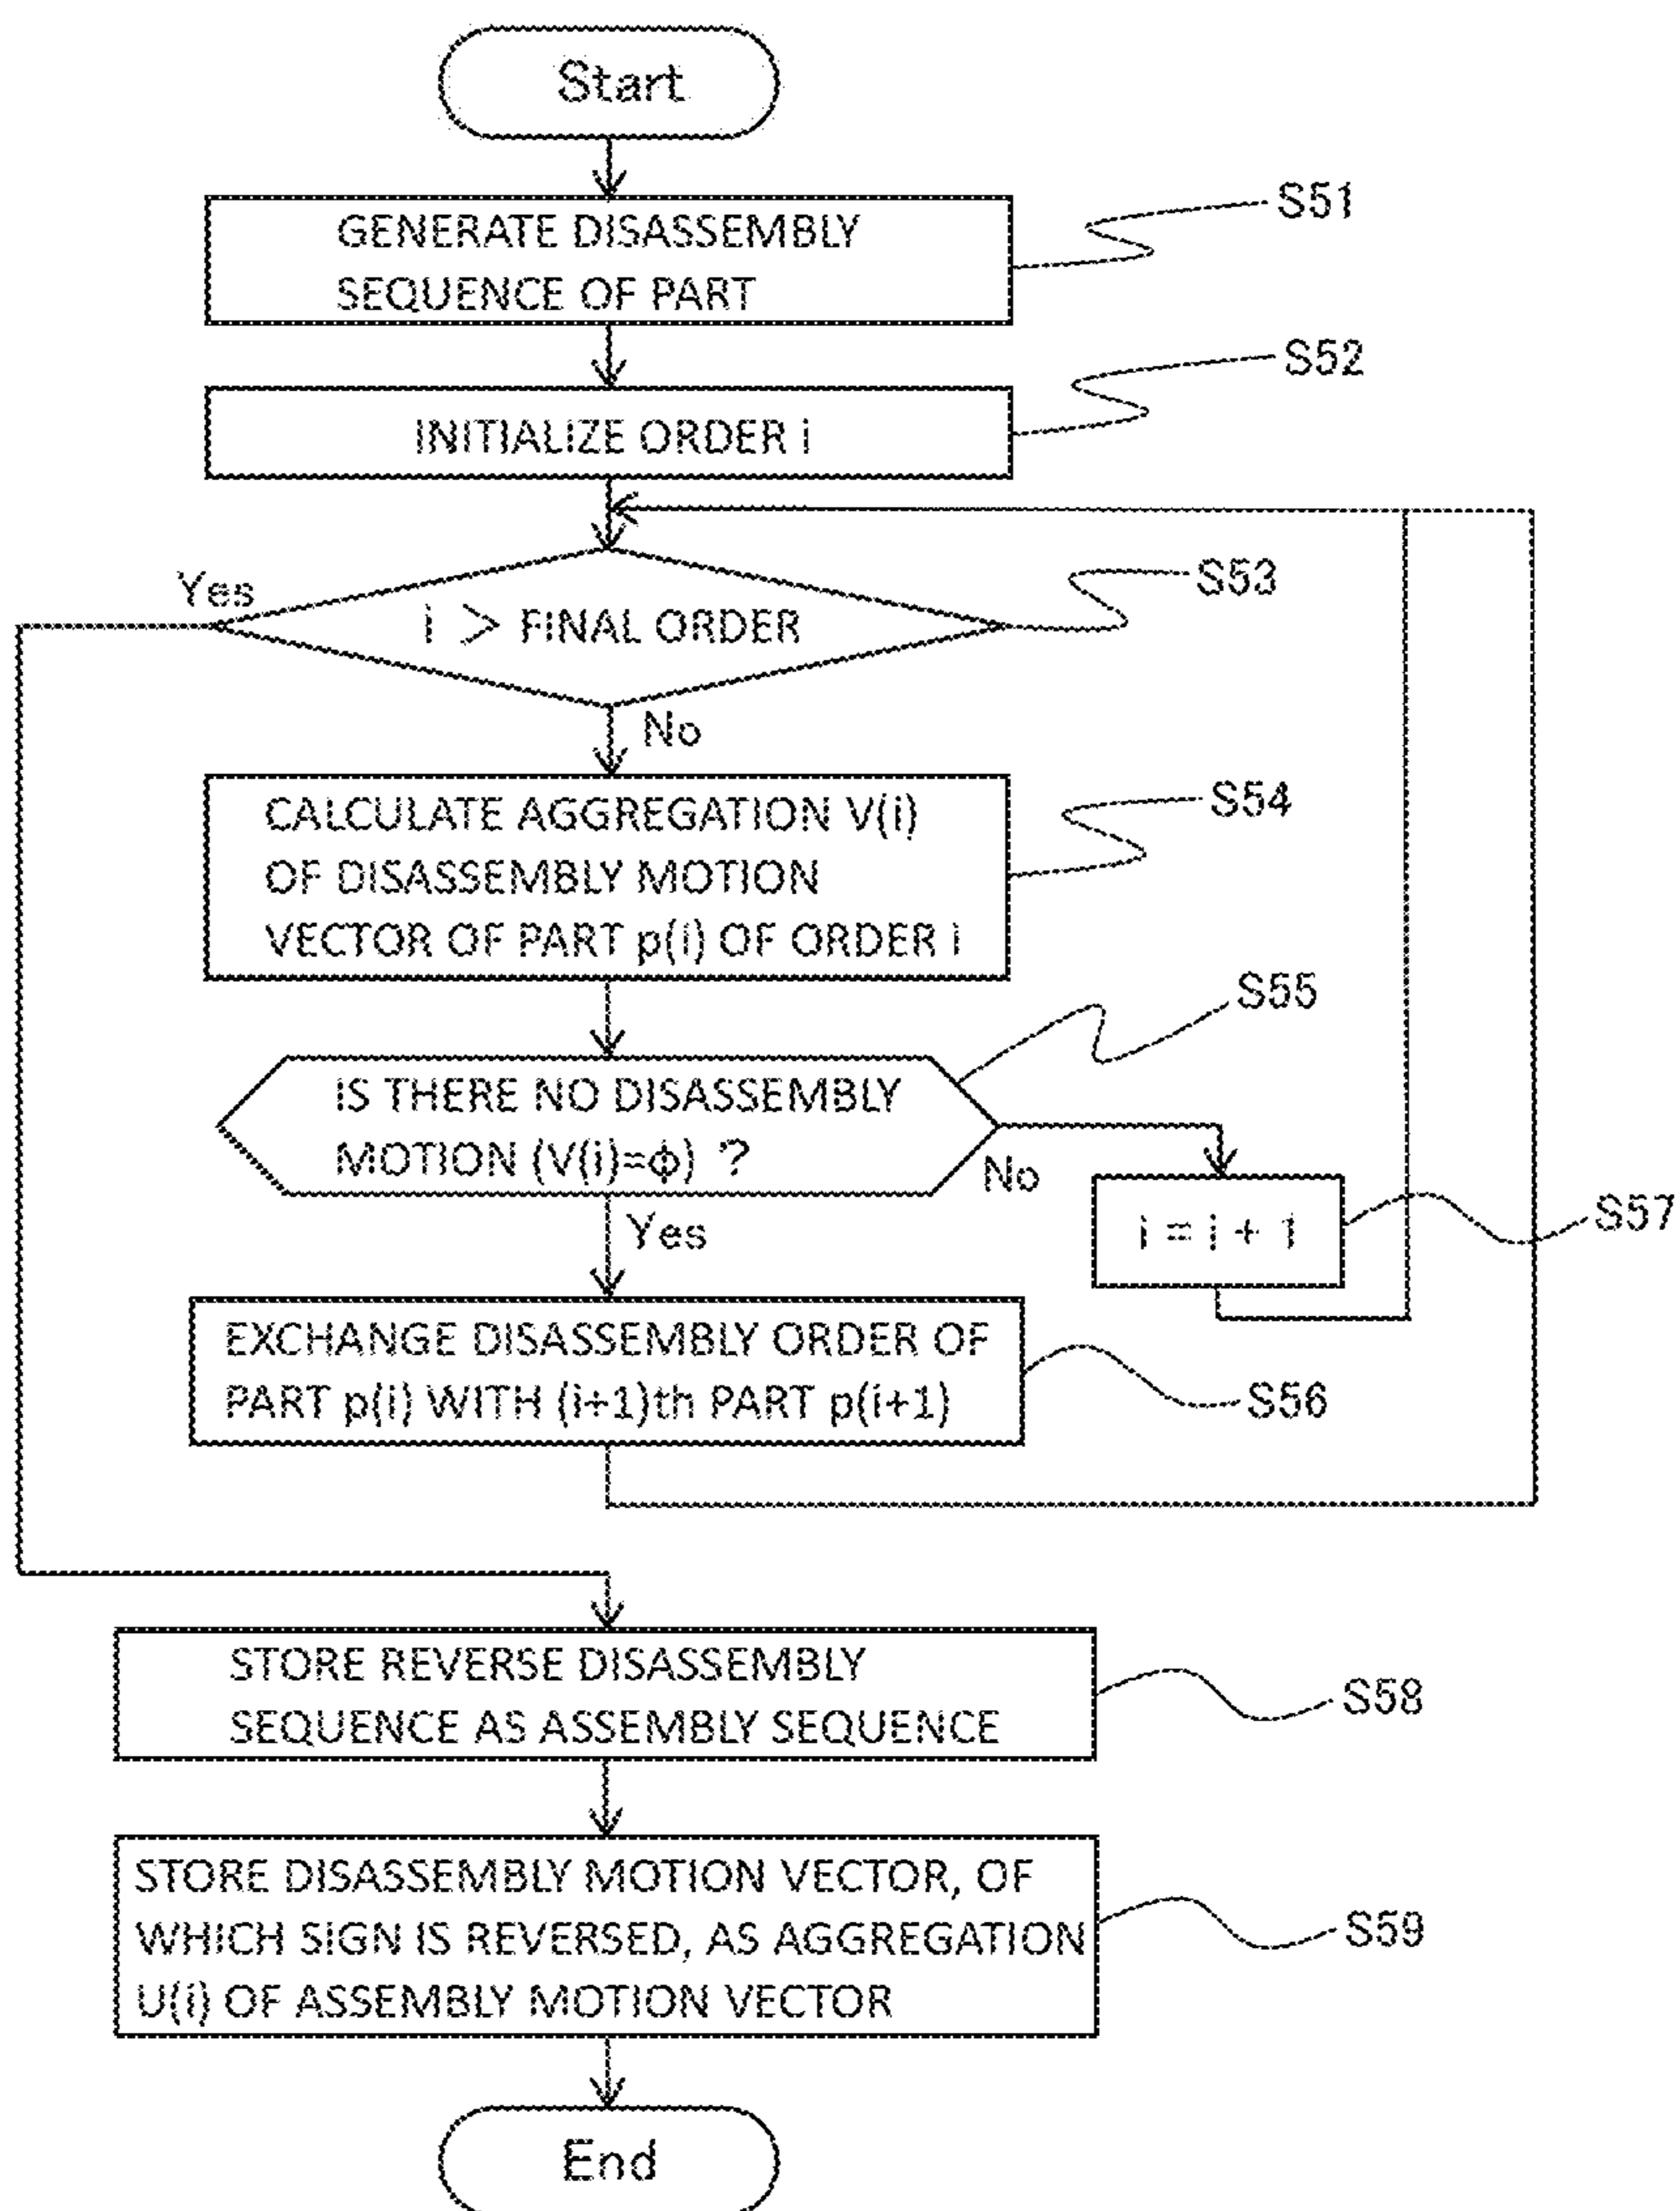 Start
GENERATE DISASSEMBLY
SEQUENCE OF PART
S51
INITIALIZE ORDER i
S52
Yes
i > FINAL ORDER
S53
No
CALCULATE AGGREGATION V(i)
OF DISASSEMBLY MOTION
VECTOR OF PART p(i) OF ORDER i
S54
IS THERE NO DISASSEMBLY
MOTION (V(i)=ϕ) ?
S55
No
Yes
i = i + 1
S57
EXCHANGE DISASSEMBLY ORDER OF
PART p(i) WITH (i+1)th PART p(i+1)
S56
STORE REVERSE DISASSEMBLY
SEQUENCE AS ASSEMBLY SEQUENCE
S58
STORE DISASSEMBLY MOTION VECTOR, OF
WHICH SIGN IS REVERSED, AS AGGREGATION
U(i) OF ASSEMBLY MOTION VECTOR
S59
End